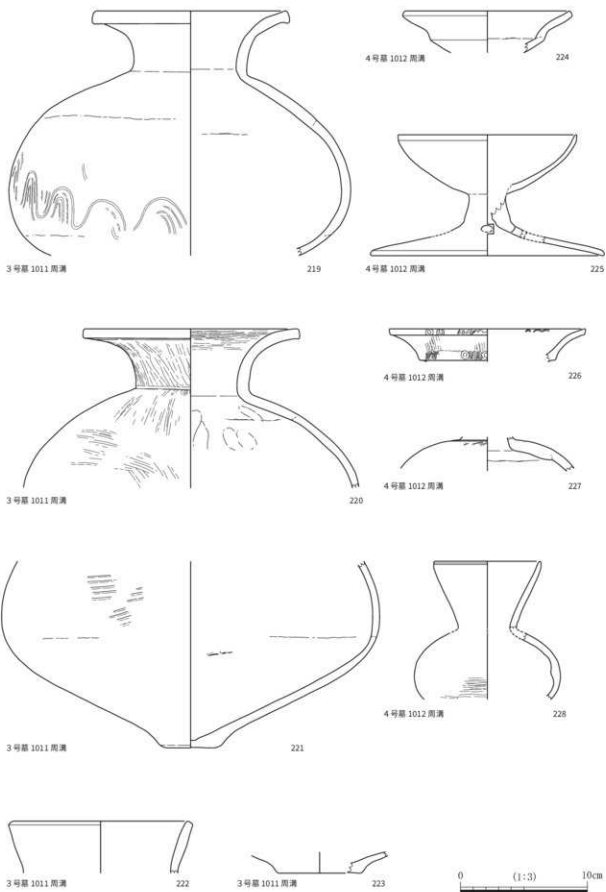 4号墓 1012 周溝 224
3号墓 1011 周溝 219
4号墓 1012 周溝 225
4号墓 1012 周溝 226
3号墓 1011 周溝 220
4号墓 1012 周溝 227
3号墓 1011 周溝 221
4号墓 1012 周溝 228
3号墓 1011 周溝 222
3号墓 1011 周溝 223
0 (1:3) 10cm